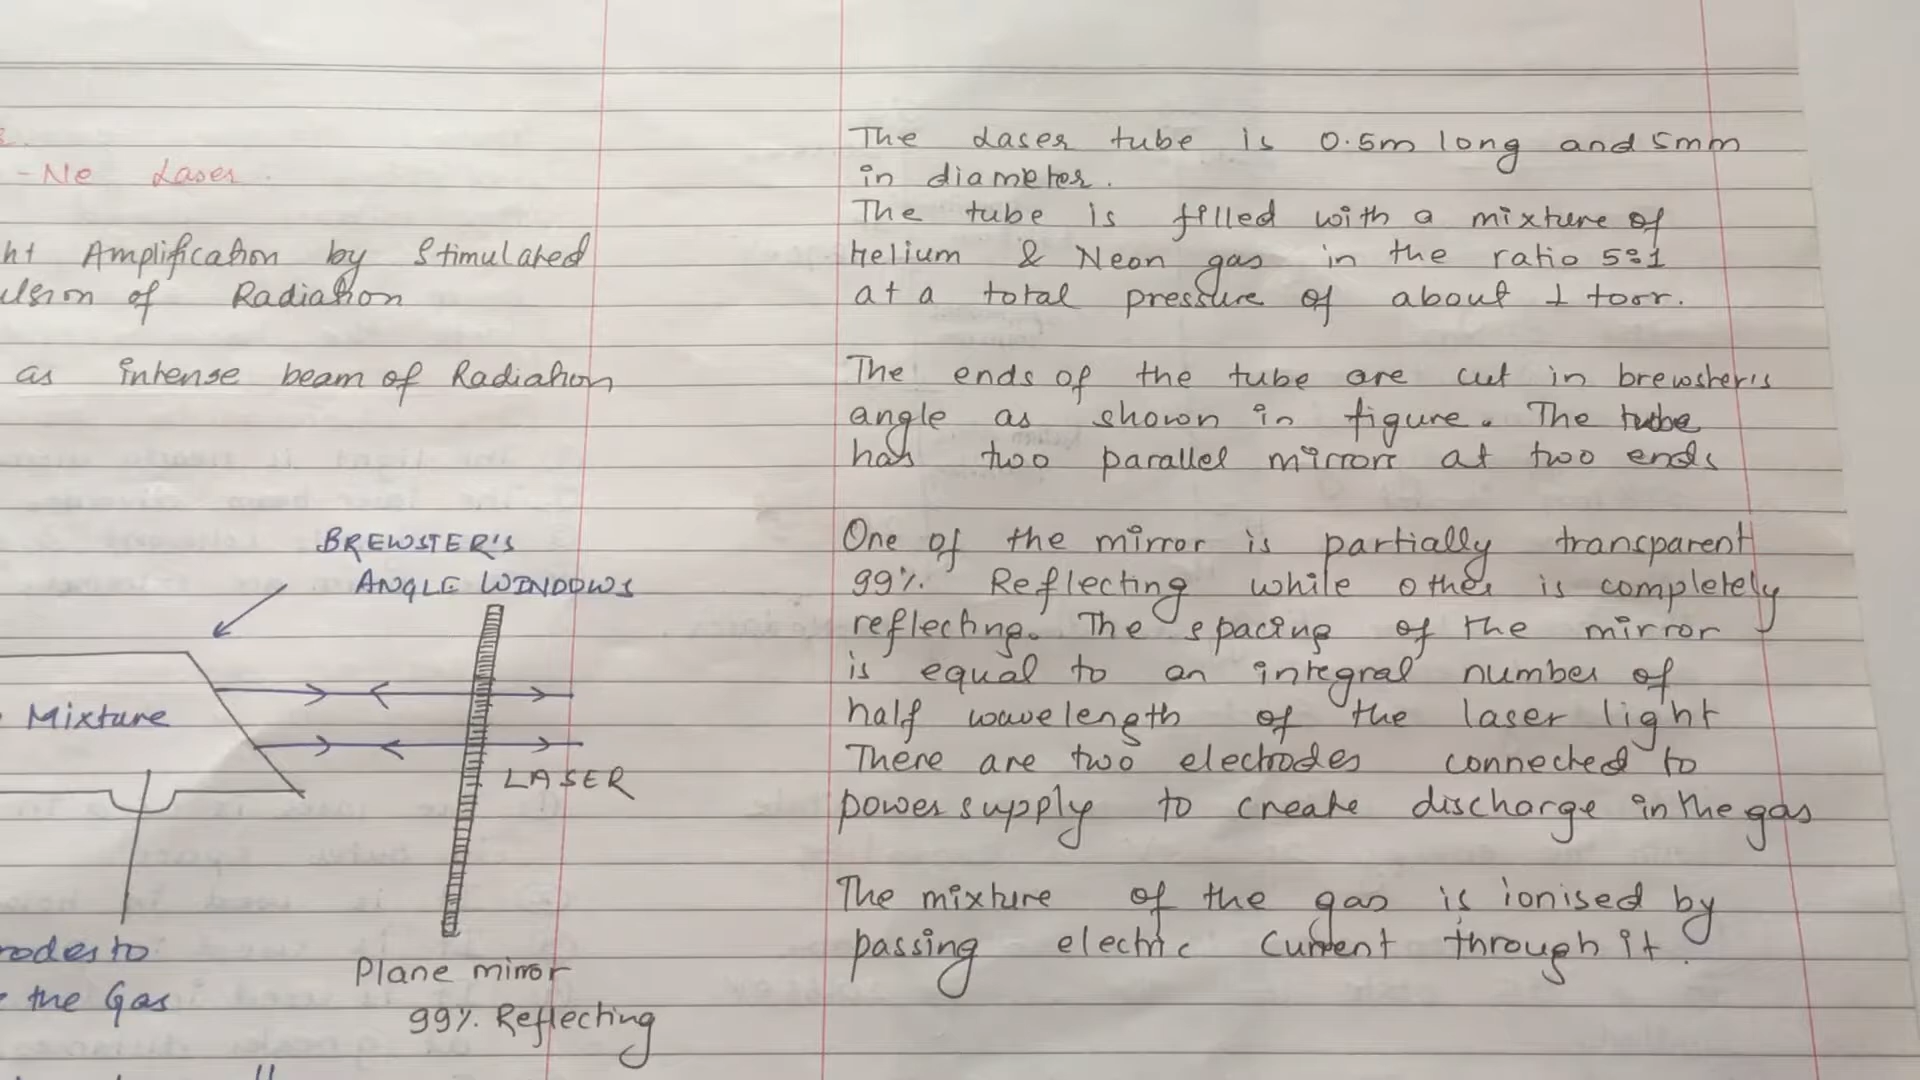 -Ne Laser.
Amplification by Stimulated
of Radiation
as intense beam of Radiation
BREWSTER'S
ANGLE WINDOWS
Mixture
LASER
to
the Gas
Plane mirror
99%. Reflecting
The Laser tube is 0.5m long and 5mm
in diameter.
The tube is filled with a mixture of
Helium & Neon gas in the ratio 5:1
at a total pressure of about 1 torr.
The ends of the tube are cut in brewster's
angle as shown in figure. The tube
has two parallel mirrors at two ends
One of the mirror is partially transparent
99%. Reflecting while other is completely
reflecting. The spacing of the mirror
is equal to an integral number of
half wavelength of the laser light
There are two electrodes connected to
power supply to create discharge in the gas
The mixture of the gas is ionised by
passing electric current through it.